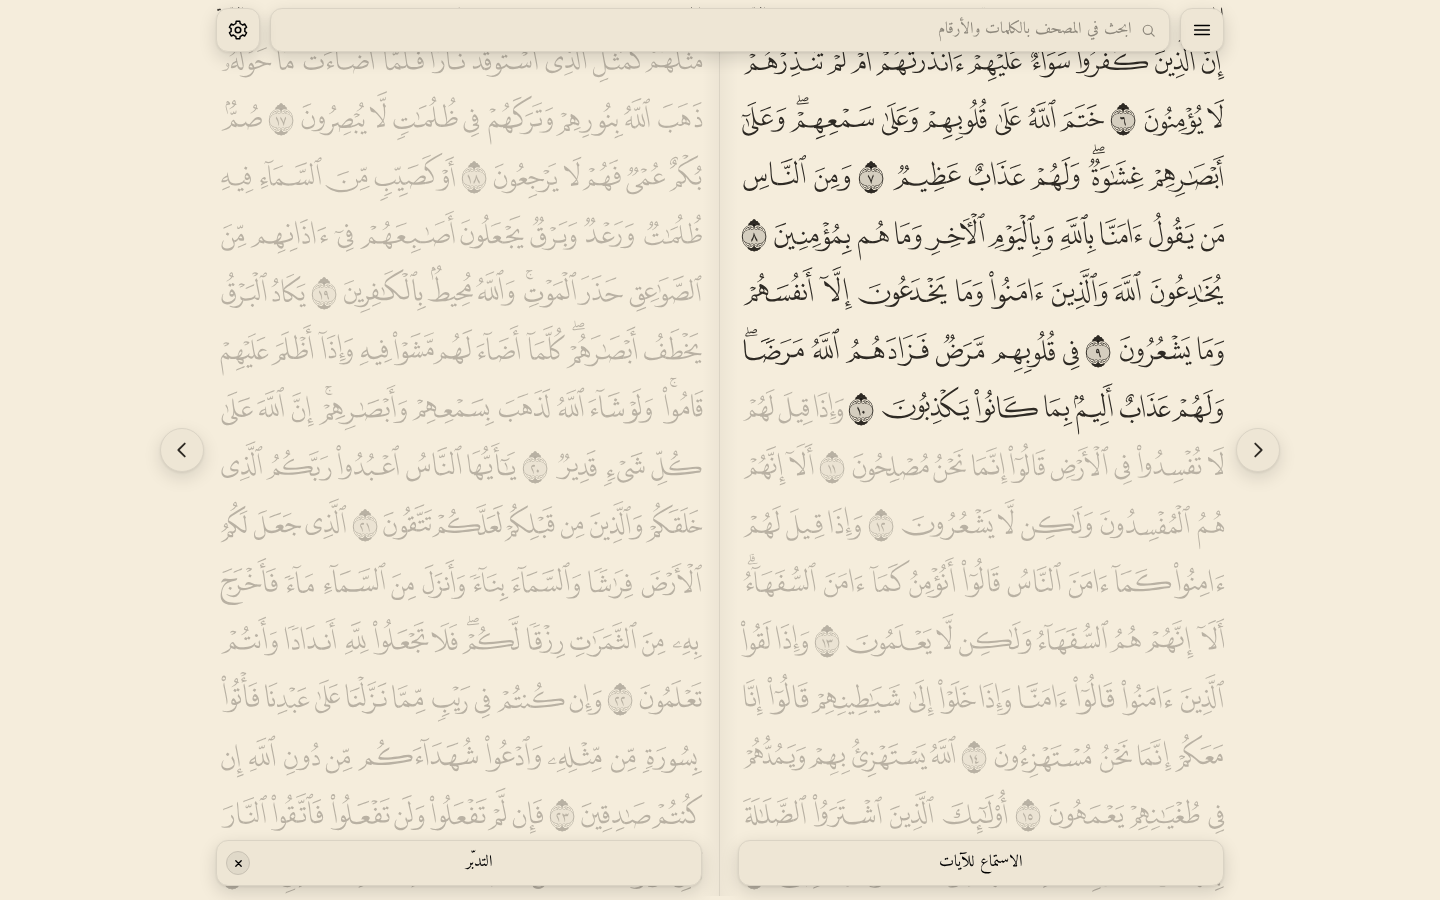 ابحث في المصحف بالكلمات والأرقام
إِنَّ ٱلَّذِينَ كَفَرُوا۟ سَوَآءٌ عَلَيْهِمْ ءَأَنذَرْتَهُمْ أَمْ لَمْ تُنذِرْهُمْ
لَا يُؤْمِنُونَ ٦ خَتَمَ ٱللَّهُ عَلَىٰ قُلُوبِهِمْ وَعَلَىٰ سَمْعِهِمْ ۖ وَعَلَىٰٓ
أَبْصَـٰرِهِمْ غِشَـٰوَةٌ ۖ وَلَهُمْ عَذَابٌ عَظِيمٌ ٧ وَمِنَ ٱلنَّاسِ
مَن يَقُولُ ءَامَنَّا بِٱللَّهِ وَبِٱلْيَوْمِ ٱلْـَٔاخِرِ وَمَا هُم بِمُؤْمِنِينَ ٨
يُخَـٰدِعُونَ ٱللَّهَ وَٱلَّذِينَ ءَامَنُوا۟ وَمَا يَخْدَعُونَ إِلَّآ أَنفُسَهُمْ
وَمَا يَشْعُرُونَ ٩ فِى قُلُوبِهِم مَّرَضٌ فَزَادَهُمُ ٱللَّهُ مَرَضًا ۖ
وَلَهُمْ عَذَابٌ أَلِيمٌۢ بِمَا كَانُوا۟ يَكْذِبُونَ ١٠ وَإِذَا قِيلَ لَهُمْ
لَا تُفْسِدُوا۟ فِى ٱلْأَرْضِ قَالُوٓا۟ إِنَّمَا نَحْنُ مُصْلِحُونَ ١١ أَلَآ إِنَّهُمْ
هُمُ ٱلْمُفْسِدُونَ وَلَـٰكِن لَّا يَشْعُرُونَ ١٢ وَإِذَا قِيلَ لَهُمْ
ءَامِنُوا۟ كَمَآ ءَامَنَ ٱلنَّاسُ قَالُوٓا۟ أَنُؤْمِنُ كَمَآ ءَامَنَ ٱلسُّفَهَآءُ ۗ
أَلَآ إِنَّهُمْ هُمُ ٱلسُّفَهَآءُ وَلَـٰكِن لَّا يَعْلَمُونَ ١٣ وَإِذَا لَقُوا۟
ٱلَّذِينَ ءَامَنُوا۟ قَالُوٓا۟ ءَامَنَّا وَإِذَا خَلَوْا۟ إِلَىٰ شَيَـٰطِينِهِمْ قَالُوٓا۟ إِنَّا
مَعَكُمْ إِنَّمَا نَحْنُ مُسْتَهْزِءُونَ ١٤ ٱللَّهُ يَسْتَهْزِئُ بِهِمْ وَيَمُدُّهُمْ
فِى طُغْيَـٰنِهِمْ يَعْمَهُونَ ١٥ أُو۟لَـٰٓئِكَ ٱلَّذِينَ ٱشْتَرَوُا۟ ٱلضَّلَـٰلَةَ
الاستماع للآيات
مَثَلُهُمْ كَمَثَلِ ٱلَّذِى ٱسْتَوْقَدَ نَارًا فَلَمَّآ أَضَآءَتْ مَا حَوْلَهُۥ
ذَهَبَ ٱللَّهُ بِنُورِهِمْ وَتَرَكَهُمْ فِى ظُلُمَـٰتٍ لَّا يُبْصِرُونَ ١٧ صُمٌّۢ
بُكْمٌ عُمْىٌ فَهُمْ لَا يَرْجِعُونَ ١٨ أَوْ كَصَيِّبٍ مِّنَ ٱلسَّمَآءِ فِيهِ
ظُلُمَـٰتٌ وَرَعْدٌ وَبَرْقٌ يَجْعَلُونَ أَصَـٰبِعَهُمْ فِىٓ ءَاذَانِهِم مِّنَ
ٱلصَّوَٰعِقِ حَذَرَ ٱلْمَوْتِ ۚ وَٱللَّهُ مُحِيطٌۢ بِٱلْكَـٰفِرِينَ ١٩ يَكَادُ ٱلْبَرْقُ
يَخْطَفُ أَبْصَـٰرَهُمْ ۖ كُلَّمَآ أَضَآءَ لَهُم مَّشَوْا۟ فِيهِ وَإِذَآ أَظْلَمَ عَلَيْهِمْ
قَامُوا۟ ۚ وَلَوْ شَآءَ ٱللَّهُ لَذَهَبَ بِسَمْعِهِمْ وَأَبْصَـٰرِهِمْ ۚ إِنَّ ٱللَّهَ عَلَىٰ
كُلِّ شَىْءٍ قَدِيرٌ ٢٠ يَـٰٓأَيُّهَا ٱلنَّاسُ ٱعْبُدُوا۟ رَبَّكُمُ ٱلَّذِى
خَلَقَكُمْ وَٱلَّذِينَ مِن قَبْلِكُمْ لَعَلَّكُمْ تَتَّقُونَ ٢١ ٱلَّذِى جَعَلَ لَكُمُ
ٱلْأَرْضَ فِرَٰشًا وَٱلسَّمَآءَ بِنَآءً وَأَنزَلَ مِنَ ٱلسَّمَآءِ مَآءً فَأَخْرَجَ
بِهِۦ مِنَ ٱلثَّمَرَٰتِ رِزْقًا لَّكُمْ ۖ فَلَا تَجْعَلُوا۟ لِلَّهِ أَندَادًا وَأَنتُمْ
تَعْلَمُونَ ٢٢ وَإِن كُنتُمْ فِى رَيْبٍ مِّمَّا نَزَّلْنَا عَلَىٰ عَبْدِنَا فَأْتُوا۟
بِسُورَةٍ مِّن مِّثْلِهِۦ وَٱدْعُوا۟ شُهَدَآءَكُم مِّن دُونِ ٱللَّهِ إِن
كُنتُمْ صَـٰدِقِينَ ٢٣ فَإِن لَّمْ تَفْعَلُوا۟ وَلَن تَفْعَلُوا۟ فَٱتَّقُوا۟ ٱلنَّارَ
التدبّر